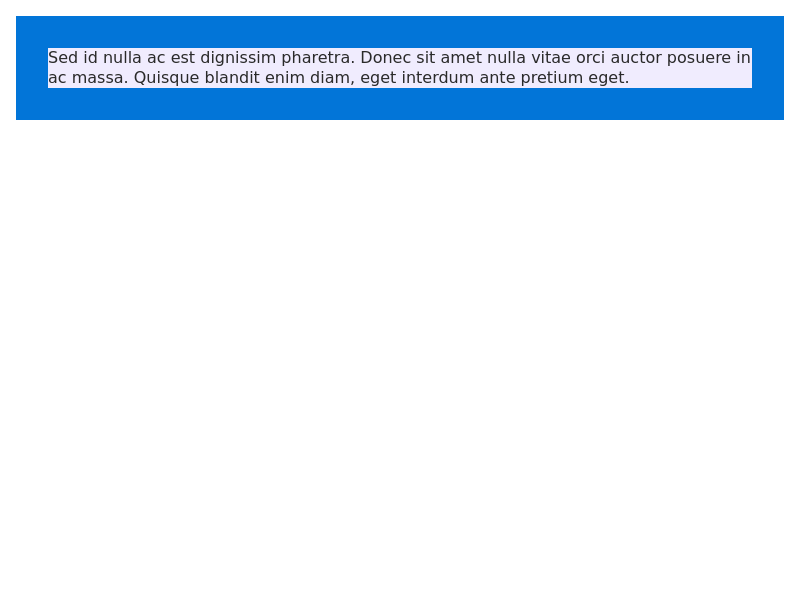 Sed id nulla ac est dignissim pharetra. Donec sit amet nulla vitae orci auctor posuere in
ac massa. Quisque blandit enim diam, eget interdum ante pretium eget.